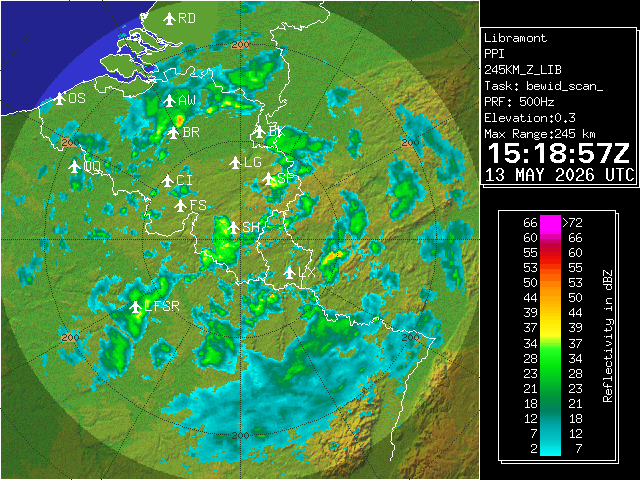 RD
200
OS
AW
BR
BK
200
200
UO
LG
CI
SP
FS
SH
LX
LFSR
200
200
200
Libramont
PPI
245KM_Z_LIB
Task: bewid_scan_
PRF: 500Hz
Elevation:0.3
Max Range:245 km
15:18:57Z
13 MAY 2026 UTC
66 >72
60 66
55 60
53 55
50 53
44 50
39 44
37 39
34 37
28 34
23 28
21 23
18 21
12 18
7 12
2 7
Reflectivity in dBZ